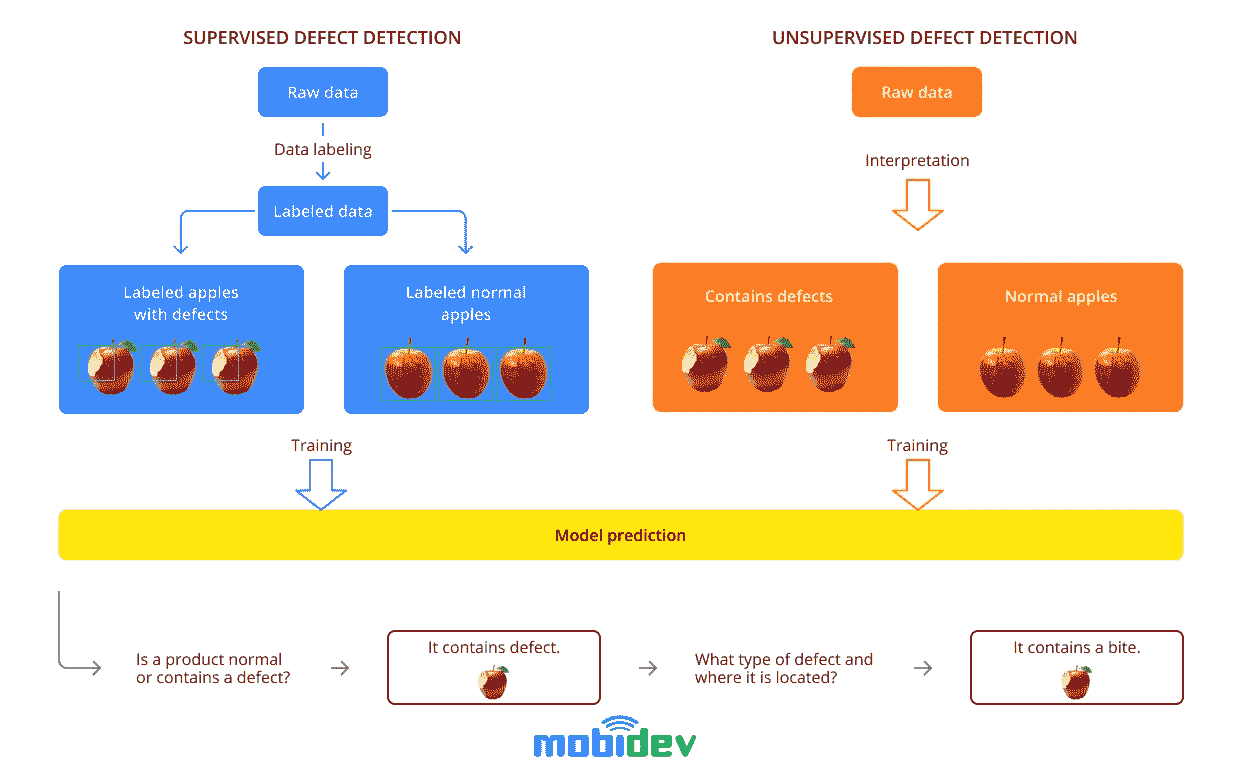 SUPERVISED DEFECT DETECTION
Raw data
Data labeling
Labeled data
Labeled apples
with defects
Labeled normal
apples
Training
UNSUPERVISED DEFECT DETECTION
Raw data
Interpretation
Contains defects
Normal apples
Training
Model prediction
Is a product normal
or contains a defect?
It contains defect.
What type of defect and
where it is located?
It contains a bite.
mobidev